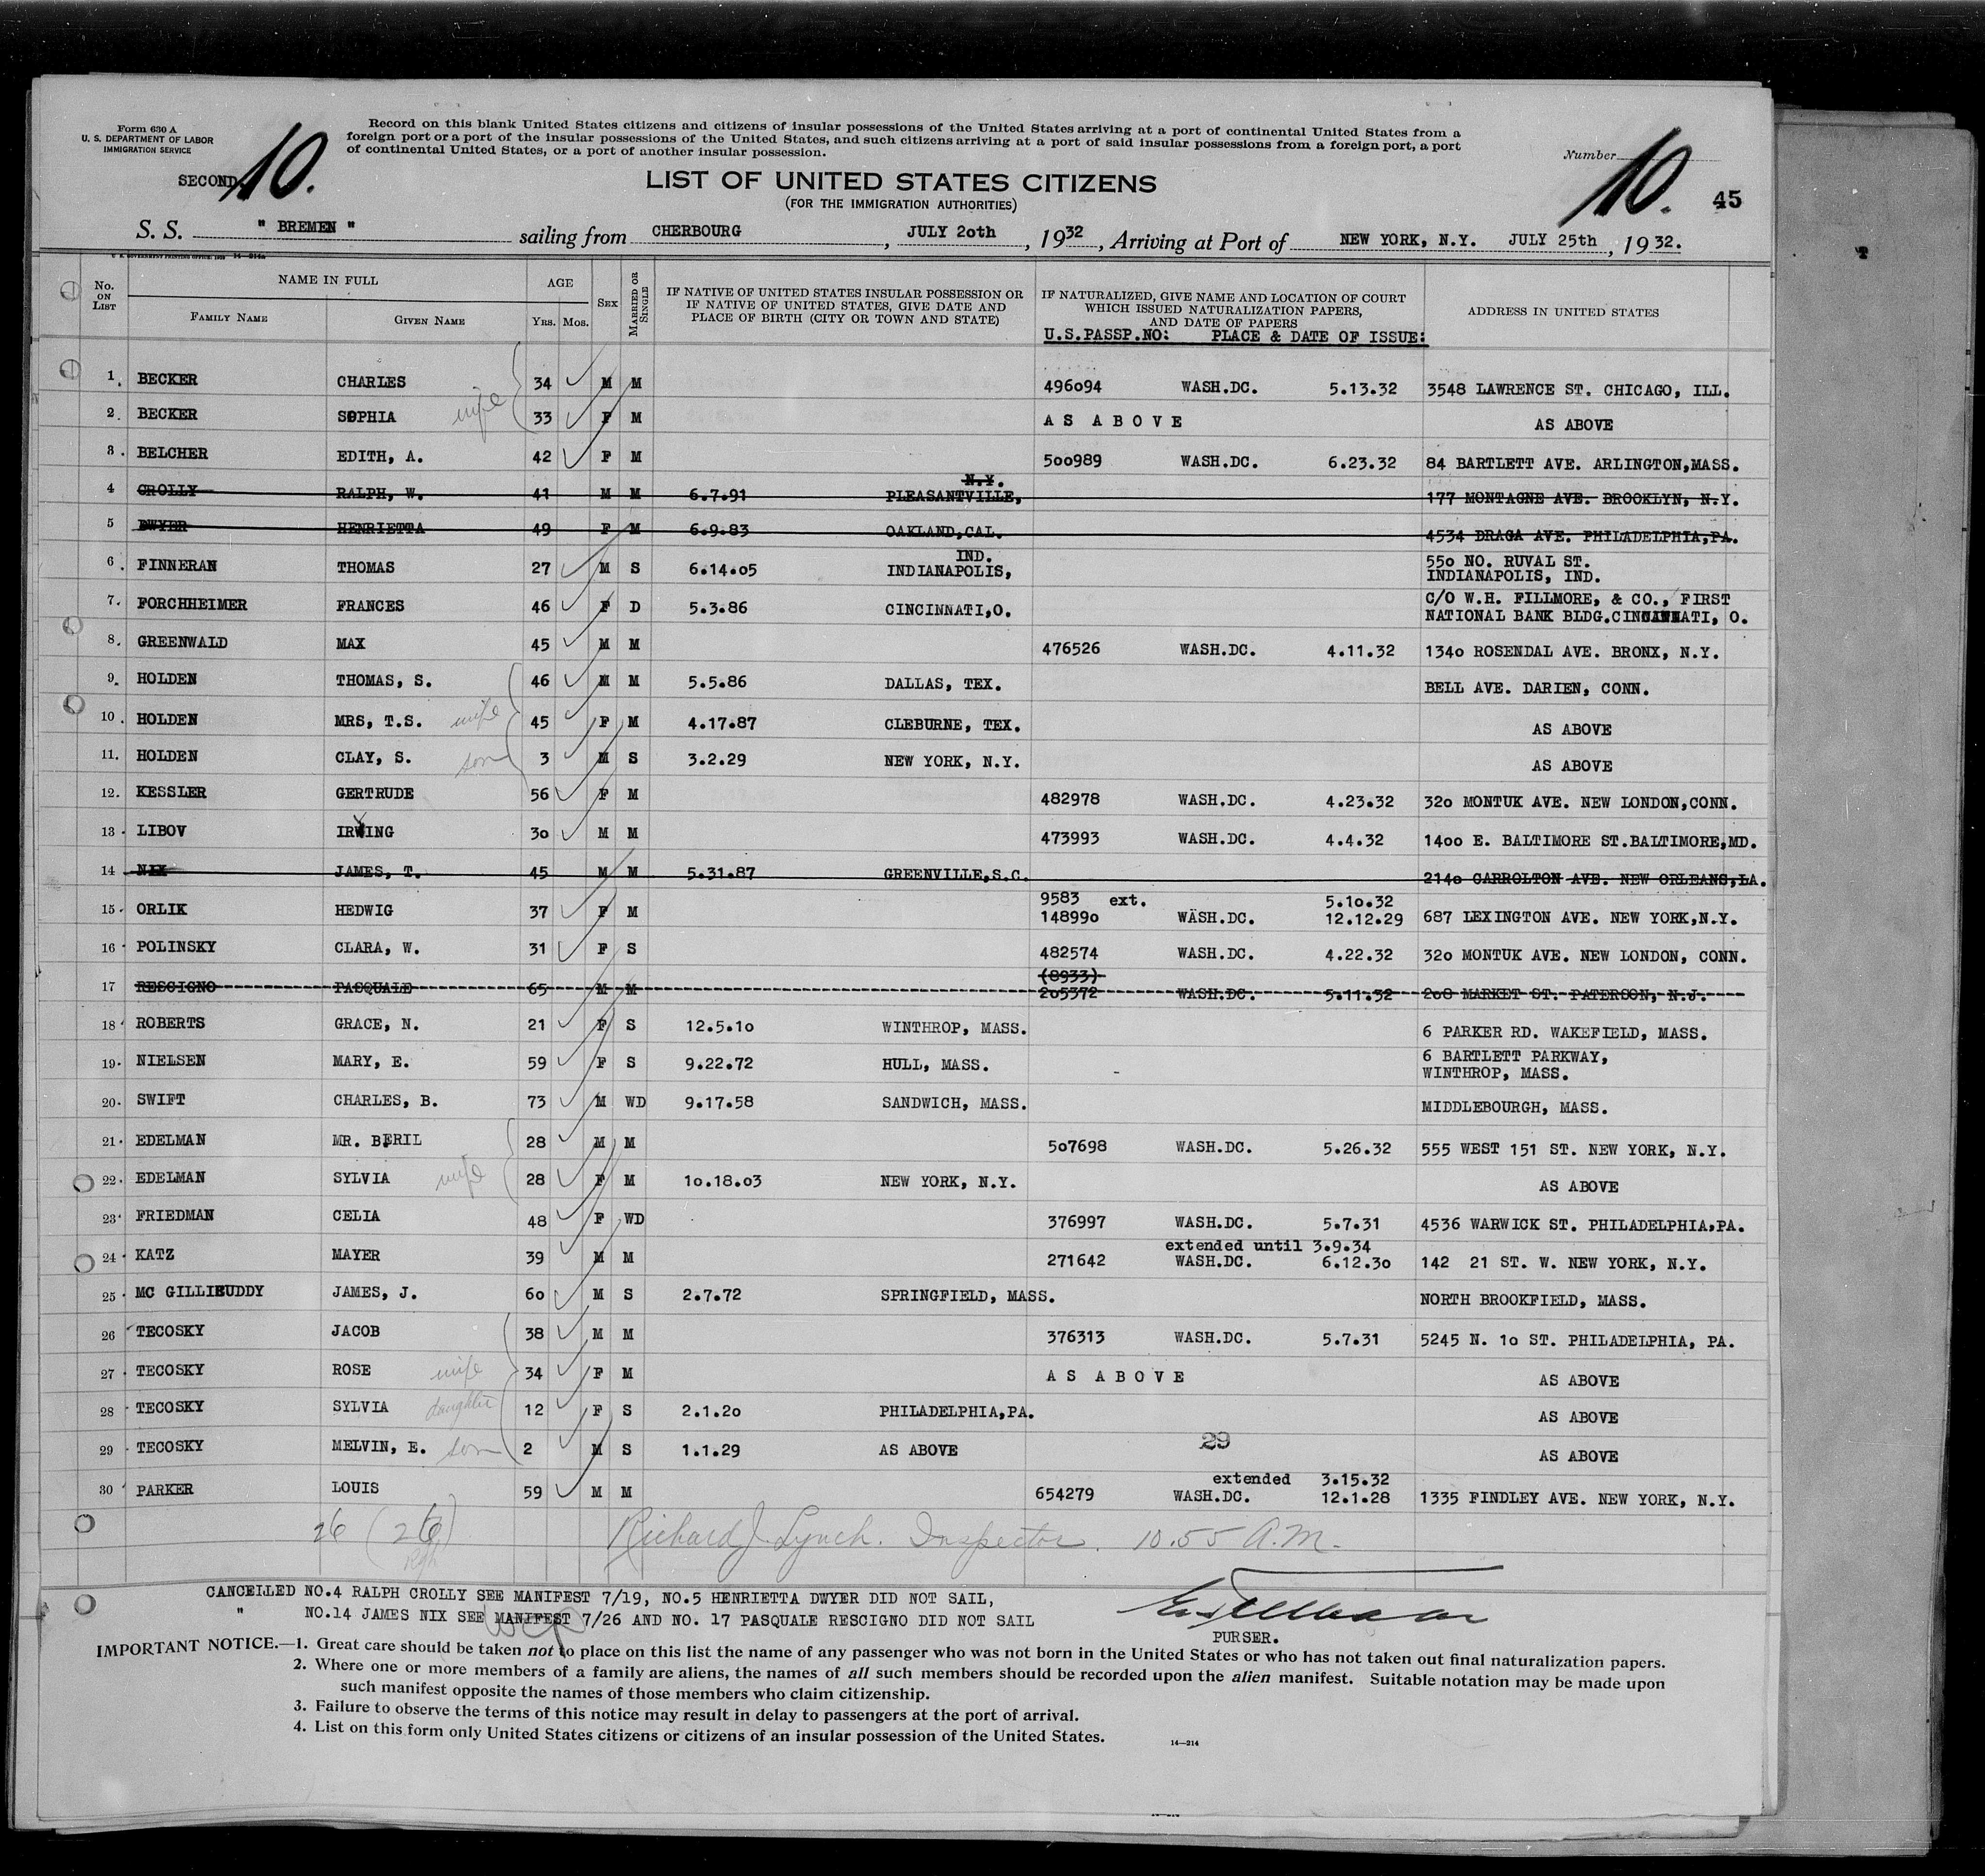 Form 630 A
U. S. DEPARTMENT OF LABOR
IMMIGRATION SERVICE
SECOND 10.
Record on this blank United States citizens and citizens of insular possessions of the United States arriving at a port of continental United States from a
foreign port or a port of the insular possessions of the United States, and such citizens arriving at a port of said insular possessions from a foreign port, a port
of continental United States, or a port of another insular possession.
Number 10. 45
LIST OF UNITED STATES CITIZENS
(FOR THE IMMIGRATION AUTHORITIES)
S. S. " BREMEN " sailing from CHERBOURG, JULY 20th, 1932, Arriving at Port of NEW YORK, N.Y. JULY 25th, 1932.
No. ON LIST
NAME IN FULL
FAMILY NAME GIVEN NAME
AGE
Yrs. Mos.
SEX
MARRIED OR SINGLE
IF NATIVE OF UNITED STATES INSULAR POSSESSION OR
IF NATIVE OF UNITED STATES, GIVE DATE AND
PLACE OF BIRTH (CITY OR TOWN AND STATE)
IF NATURALIZED, GIVE NAME AND LOCATION OF COURT
WHICH ISSUED NATURALIZATION PAPERS,
AND DATE OF PAPERS
U.S.PASSP.NO: PLACE & DATE OF ISSUE:
ADDRESS IN UNITED STATES
1. BECKER CHARLES 34 M M 496094 WASH.DC. 5.13.32 3548 LAWRENCE ST. CHICAGO, ILL.
2. BECKER SOPHIA wife 33 F M AS ABOVE AS ABOVE
3. BELCHER EDITH, A. 42 F M 500989 WASH.DC. 6.23.32 84 BARTLETT AVE. ARLINGTON,MASS.
4 CROLLY RALPH, W. 41 M M 6.7.91 PLEASANTVILLE, N.Y. 177 MONTAGNE AVE. BROOKLYN, N.Y.
5 DWYER HENRIETTA 49 F M 6.9.83 OAKLAND,CAL. 4534 DRAGA AVE. PHILADELPHIA,PA.
6. FINNERAN THOMAS 27 M S 6.14.05 INDIANAPOLIS, IND. 550 NO. RUVAL ST.
INDIANAPOLIS, IND.
7. FORCHHEIMER FRANCES 46 F D 5.3.86 CINCINNATI,O. C/O W.H. FILLMORE, & CO., FIRST
NATIONAL BANK BLDG.CINCINNATI, O.
8. GREENWALD MAX 45 M M 476526 WASH.DC. 4.11.32 1340 ROSENDAL AVE. BRONX, N.Y.
9. HOLDEN THOMAS, S. 46 M M 5.5.86 DALLAS, TEX. BELL AVE. DARIEN, CONN.
10. HOLDEN MRS, T.S. wife 45 F M 4.17.87 CLEBURNE, TEX. AS ABOVE
11. HOLDEN CLAY, S. son 3 M S 3.2.29 NEW YORK, N.Y. AS ABOVE
12. KESSLER GERTRUDE 56 F M 482978 WASH.DC. 4.23.32 320 MONTUK AVE. NEW LONDON,CONN.
13. LIBOV IRVING 30 M M 473993 WASH.DC. 4.4.32 1400 E. BALTIMORE ST.BALTIMORE,MD.
14 NIX JAMES, T. 45 M M 5.31.87 GREENVILLE,S.C. 2140 CARROLTON AVE. NEW ORLEANS,LA.
15. ORLIK HEDWIG 37 F M 9583 ext. 5.10.32
148990 WASH.DC. 12.12.29 687 LEXINGTON AVE. NEW YORK,N.Y.
16 POLINSKY CLARA, W. 31 F S 482574 WASH.DC. 4.22.32 320 MONTUK AVE. NEW LONDON, CONN.
17 RESCIGNO PASQUALE 65 M M (8933)
205372 WASH.DC. 5.11.32 208 MARKET ST. PATERSON, N.J.
18 ROBERTS GRACE, N. 21 F S 12.5.10 WINTHROP, MASS. 6 PARKER RD. WAKEFIELD, MASS.
19. NIELSEN MARY, E. 59 F S 9.22.72 HULL, MASS. 6 BARTLETT PARKWAY,
WINTHROP, MASS.
20. SWIFT CHARLES, B. 73 M WD 9.17.58 SANDWICH, MASS. MIDDLEBOURGH, MASS.
21. EDELMAN MR. BERIL 28 M M 507698 WASH.DC. 5.26.32 555 WEST 151 ST. NEW YORK, N.Y.
22. EDELMAN SYLVIA wife 28 F M 10.18.03 NEW YORK, N.Y. AS ABOVE
23. FRIEDMAN CELIA 48 F WD 376997 WASH.DC. 5.7.31 4536 WARWICK ST. PHILADELPHIA,PA.
24. KATZ MAYER 39 M M extended until 3.9.34
271642 WASH.DC. 6.12.30 142 21 ST. W. NEW YORK, N.Y.
25. MC GILLICUDDY JAMES, J. 60 M S 2.7.72 SPRINGFIELD, MASS. NORTH BROOKFIELD, MASS.
26 TECOSKY JACOB 38 M M 376313 WASH.DC. 5.7.31 5245 N. 10 ST. PHILADELPHIA, PA.
27. TECOSKY ROSE wife 34 F M AS ABOVE AS ABOVE
28 TECOSKY SYLVIA daughter 12 F S 2.1.20 PHILADELPHIA,PA. AS ABOVE
29 TECOSKY MELVIN, E. son 2 M S 1.1.29 AS ABOVE 29 AS ABOVE
30 PARKER LOUIS 59 M M extended 3.15.32
654279 WASH.DC. 12.1.28 1335 FINDLEY AVE. NEW YORK, N.Y.
26 (26) Richard J. Lynch. Inspector. 10.55 A.M.
CANCELLED NO.4 RALPH CROLLY SEE MANIFEST 7/19, NO.5 HENRIETTA DWYER DID NOT SAIL,
" NO.14 JAMES NIX SEE MANIFEST 7/26 AND NO. 17 PASQUALE RESCIGNO DID NOT SAIL
PURSER.
IMPORTANT NOTICE.—1. Great care should be taken not to place on this list the name of any passenger who was not born in the United States or who has not taken out final naturalization papers.
2. Where one or more members of a family are aliens, the names of all such members should be recorded upon the alien manifest. Suitable notation may be made upon
such manifest opposite the names of those members who claim citizenship.
3. Failure to observe the terms of this notice may result in delay to passengers at the port of arrival.
4. List on this form only United States citizens or citizens of an insular possession of the United States.
14—214